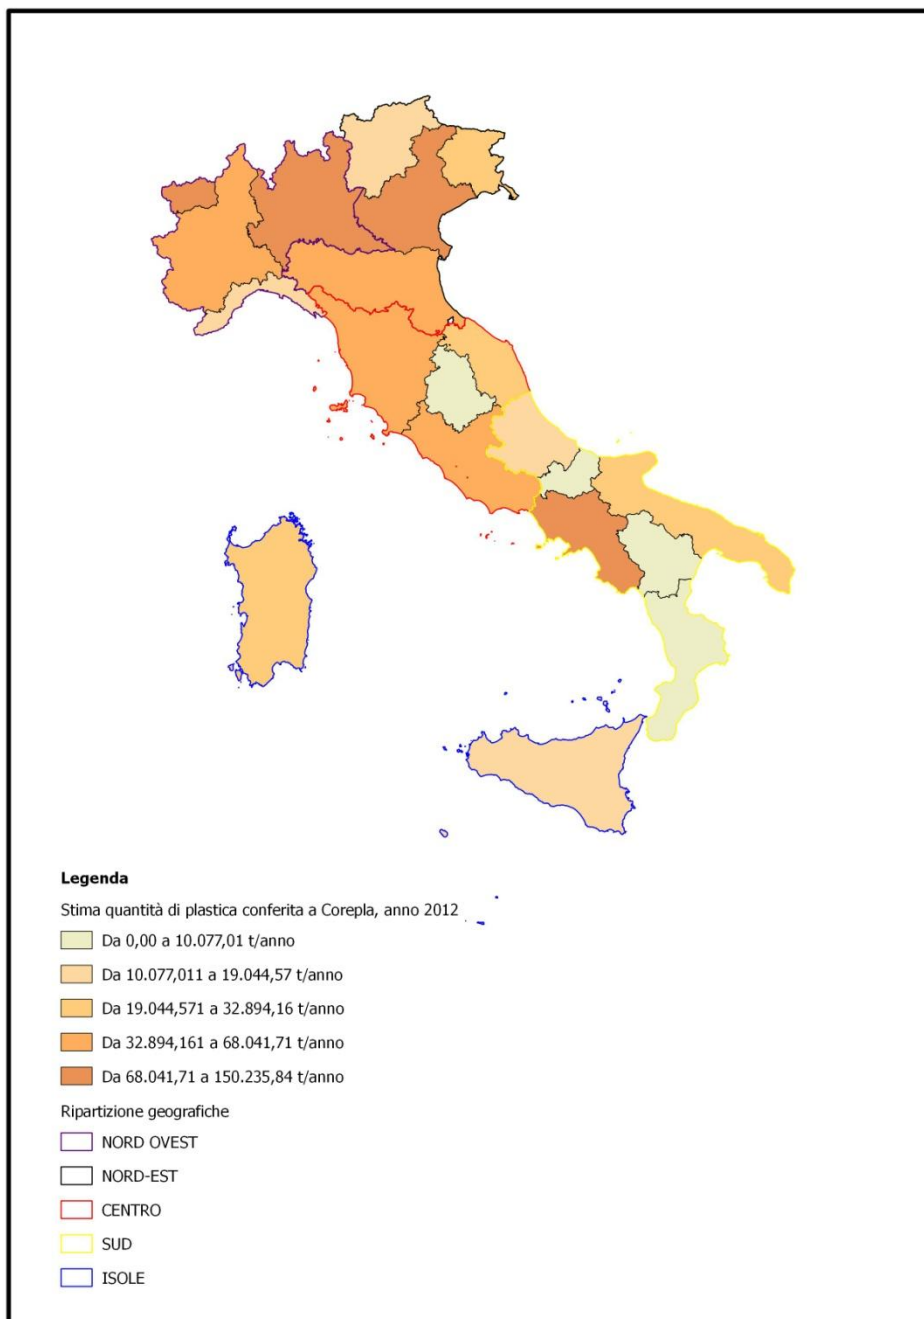 Legenda
Stima quantità di plastica conferita a Corepla, anno 2012
Da 0,00 a 10.077,01 t/anno
Da 10.077,011 a 19.044,57 t/anno
Da 19.044,571 a 32.894,16 t/anno
Da 32.894,161 a 68.041,71 t/anno
Da 68.041,71 a 150.235,84 t/anno
Ripartizione geografiche
NORD OVEST
NORD-EST
CENTRO
SUD
ISOLE